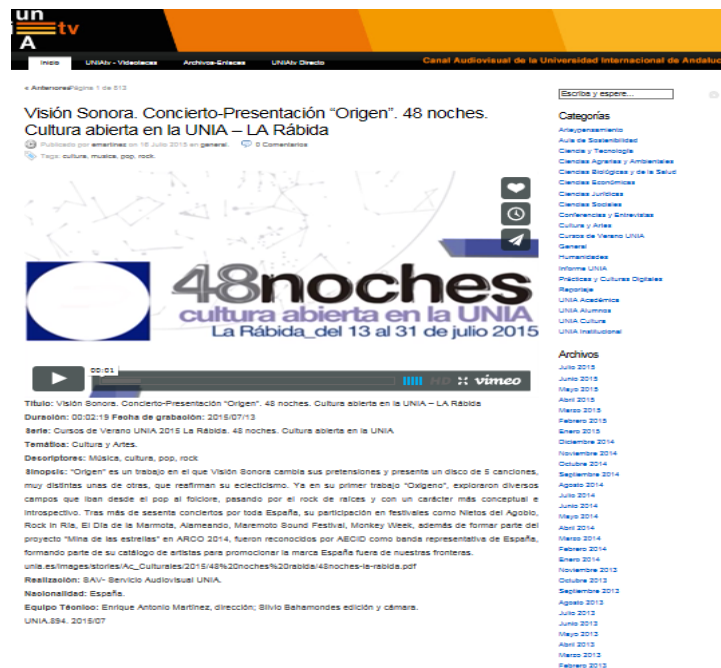 un
i
tv
A
Inicio UNIAtv - Videotecas Archivos-Enlaces UNIAtv Directo Canal Audiovisual de la Universidad Internacional de Andaluc
« AnterioresPágina 1 de 513
Escriba y espere...
Visión Sonora. Concierto-Presentación "Origen". 48 noches.
Cultura abierta en la UNIA – LA Rábida
Publicado por emartinez on 16 Julio 2015 en general. 0 Comentarios
Tags: cultura, musica, pop, rock.
48noches
cultura abierta en la UNIA
La Rábida_del 13 al 31 de julio 2015
00:01
HD vimeo
Título: Visión Sonora. Concierto-Presentación "Origen". 48 noches. Cultura abierta en la UNIA – LA Rábida
Duración: 00:02:19 Fecha de grabación: 2015/07/13
Serie: Cursos de Verano UNIA 2015 La Rábida. 48 noches. Cultura abierta en la UNIA
Temática: Cultura y Artes.
Descriptores: Música, cultura, pop, rock
Sinopsis: "Origen" es un trabajo en el que Visión Sonora cambia sus pretensiones y presenta un disco de 5 canciones,
muy distintas unas de otras, que reafirman su eclecticismo. Ya en su primer trabajo "Oxígeno", exploraron diversos
campos que iban desde el pop al folclore, pasando por el rock de raíces y con un carácter más conceptual e
introspectivo. Tras más de sesenta conciertos por toda España, su participación en festivales como Nietos del Agobio,
Rock in Ría, El Día de la Marmota, Alameando, Maremoto Sound Festival, Monkey Week, además de formar parte del
proyecto "Mina de las estrellas" en ARCO 2014, fueron reconocidos por AECID como banda representativa de España,
formando parte de su catálogo de artistas para promocionar la marca España fuera de nuestras fronteras.
unia.es/images/stories/Ac_Culturales/2015/48%20noches%20rabida/48noches-la-rabida.pdf
Realización: SAV- Servicio Audiovisual UNIA.
Nacionalidad: España.
Equipo Técnico: Enrique Antonio Martínez, dirección; Silvio Bahamondes edición y cámara.
UNIA.894. 2015/07
Categorías
Arteypensamiento
Aula de Sostenibilidad
Ciencia y Tecnología
Ciencias Agrarias y Ambientales
Ciencias Biológicas y de la Salud
Ciencias Económicas
Ciencias Jurídicas
Ciencias Sociales
Conferencias y Entrevistas
Cultura y Artes
Cursos de Verano UNIA
General
Humanidades
Informe UNIA
Prácticas y Culturas Digitales
Reportaje
UNIA Académica
UNIA Alumnos
UNIA Cultura
UNIA Institucional
Archivos
Julio 2015
Junio 2015
Mayo 2015
Abril 2015
Marzo 2015
Febrero 2015
Enero 2015
Diciembre 2014
Noviembre 2014
Octubre 2014
Septiembre 2014
Agosto 2014
Julio 2014
Junio 2014
Mayo 2014
Abril 2014
Marzo 2014
Febrero 2014
Enero 2014
Noviembre 2013
Octubre 2013
Septiembre 2013
Agosto 2013
Julio 2013
Junio 2013
Mayo 2013
Abril 2013
Marzo 2013
Febrero 2013